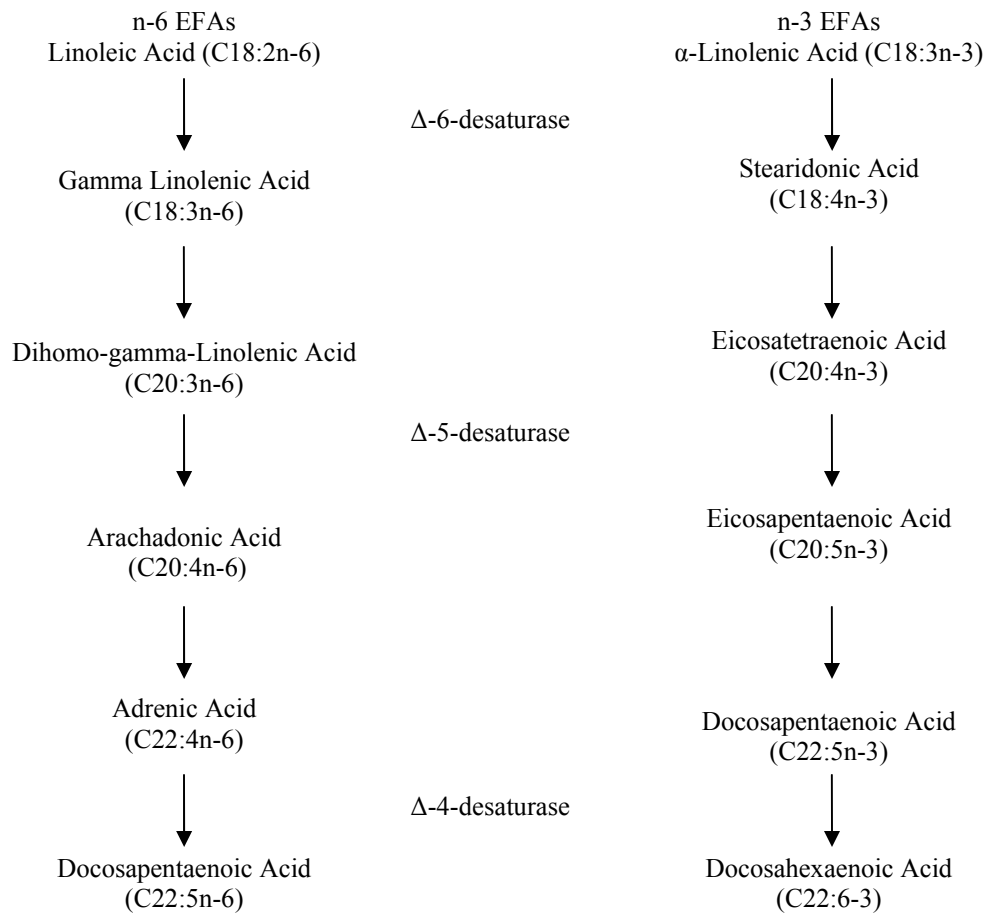 n-6 EFAs
Linoleic Acid (C18:2n-6)
n-3 EFAs
α-Linolenic Acid (C18:3n-3)
Δ-6-desaturase
Gamma Linolenic Acid
(C18:3n-6)
Stearidonic Acid
(C18:4n-3)
Dihomo-gamma-Linolenic Acid
(C20:3n-6)
Eicosatetraenoic Acid
(C20:4n-3)
Δ-5-desaturase
Arachadonic Acid
(C20:4n-6)
Eicosapentaenoic Acid
(C20:5n-3)
Adrenic Acid
(C22:4n-6)
Docosapentaenoic Acid
(C22:5n-3)
Δ-4-desaturase
Docosapentaenoic Acid
(C22:5n-6)
Docosahexaenoic Acid
(C22:6-3)